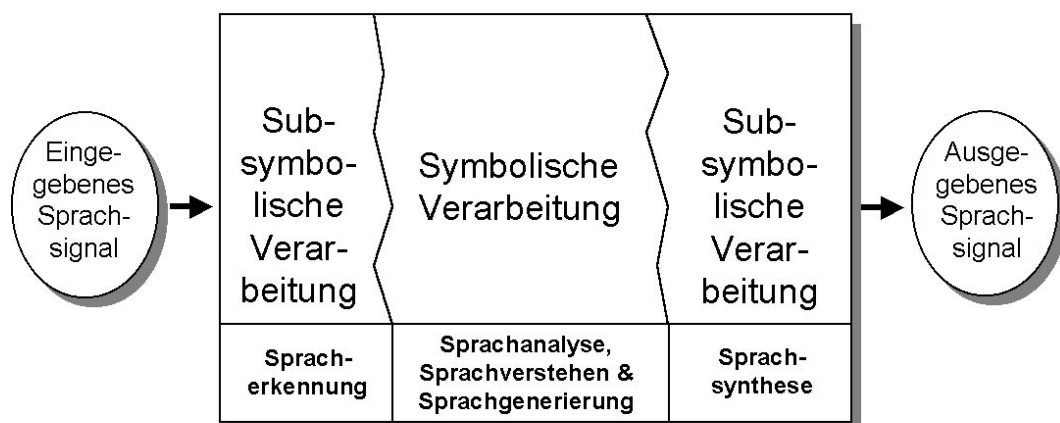 Einge-
gebenes
Sprach-
signal
Sub-
symbo-
lische
Verar-
beitung
Symbolische
Verarbeitung
Sub-
symbo-
lische
Verar-
beitung
Ausge-
gebenes
Sprach-
signal
Sprach-
erkennung
Sprachanalyse,
Sprachverstehen &
Sprachgenerierung
Sprach-
synthese